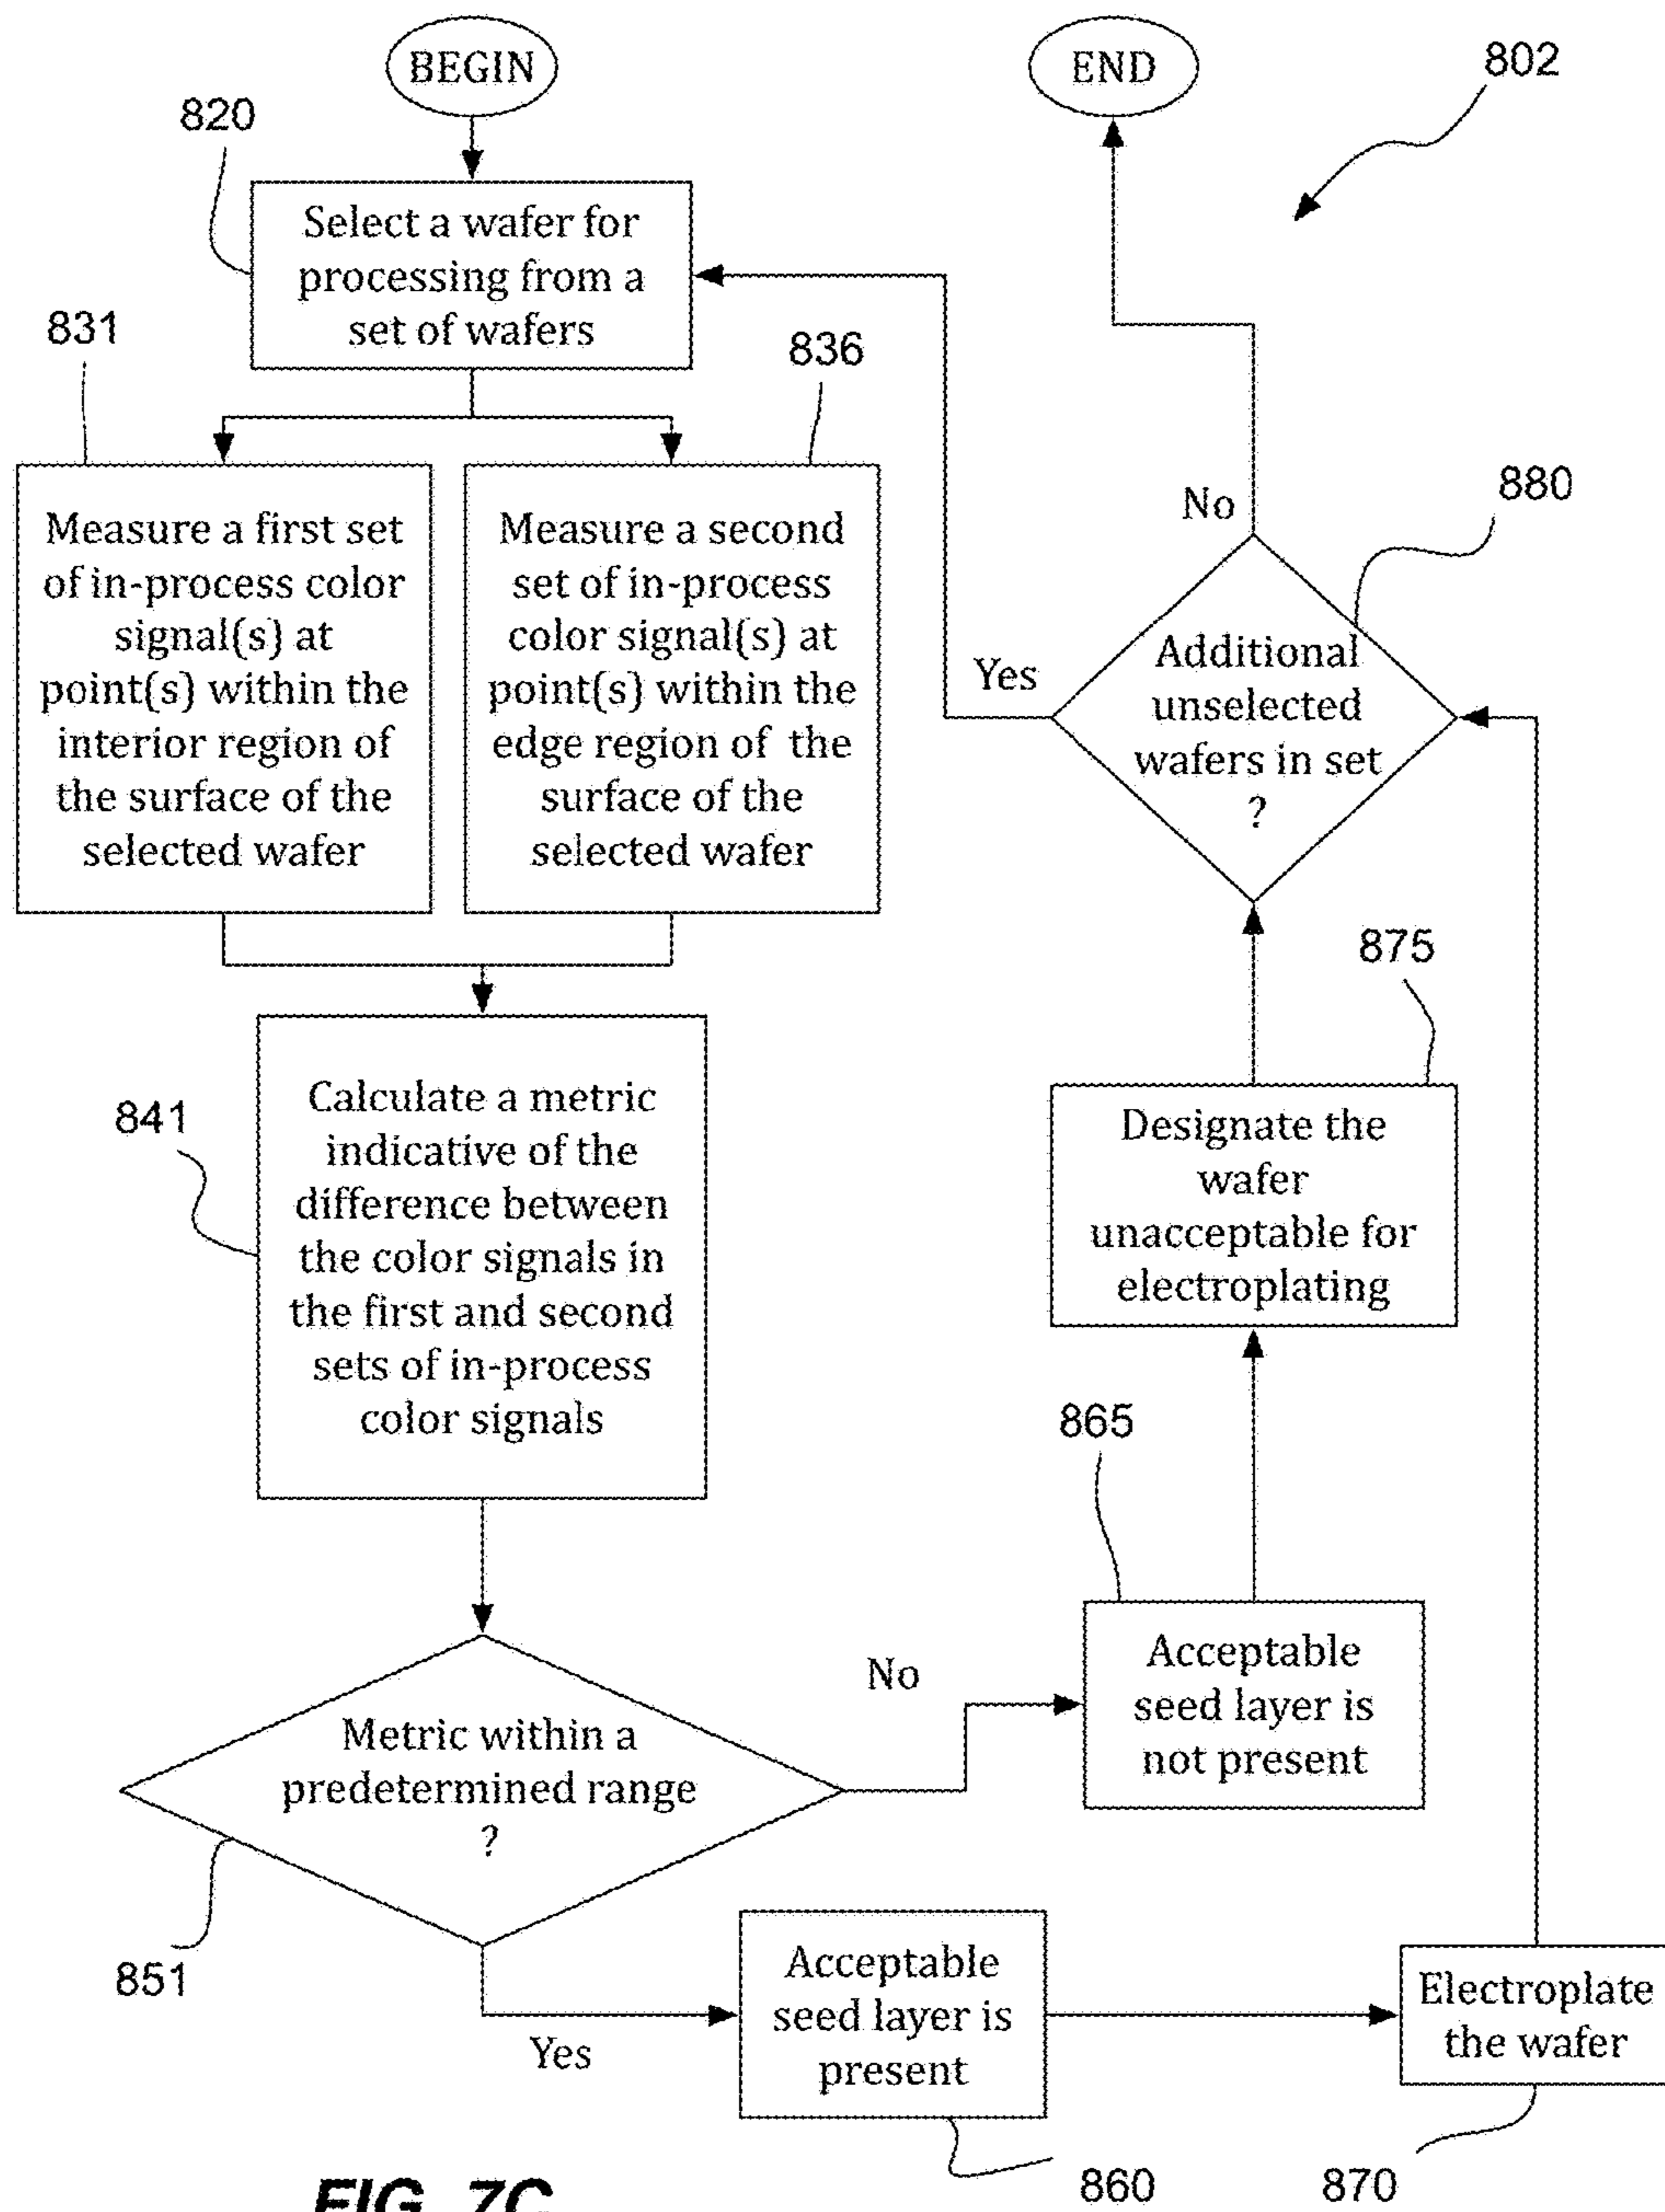 BEGIN
END
802
820
Select a wafer for
processing from a
set of wafers
831
836
Measure a first set
of in-process color
signal(s) at
point(s) within the
interior region of
the surface of the
selected wafer
Measure a second
set of in-process
color signal(s) at
point(s) within the
edge region of the
surface of the
selected wafer
841
Calculate a metric
indicative of the
difference between
the color signals in
the first and second
sets of in-process
color signals
Metric within a
predetermined range
?
851
No
Yes
865
Acceptable
seed layer is
not present
Acceptable
seed layer is
present
860
Electroplate
the wafer
870
875
Designate the
wafer
unacceptable for
electroplating
880
Additional
unselected
wafers in set
?
Yes
No
FIG. 7C